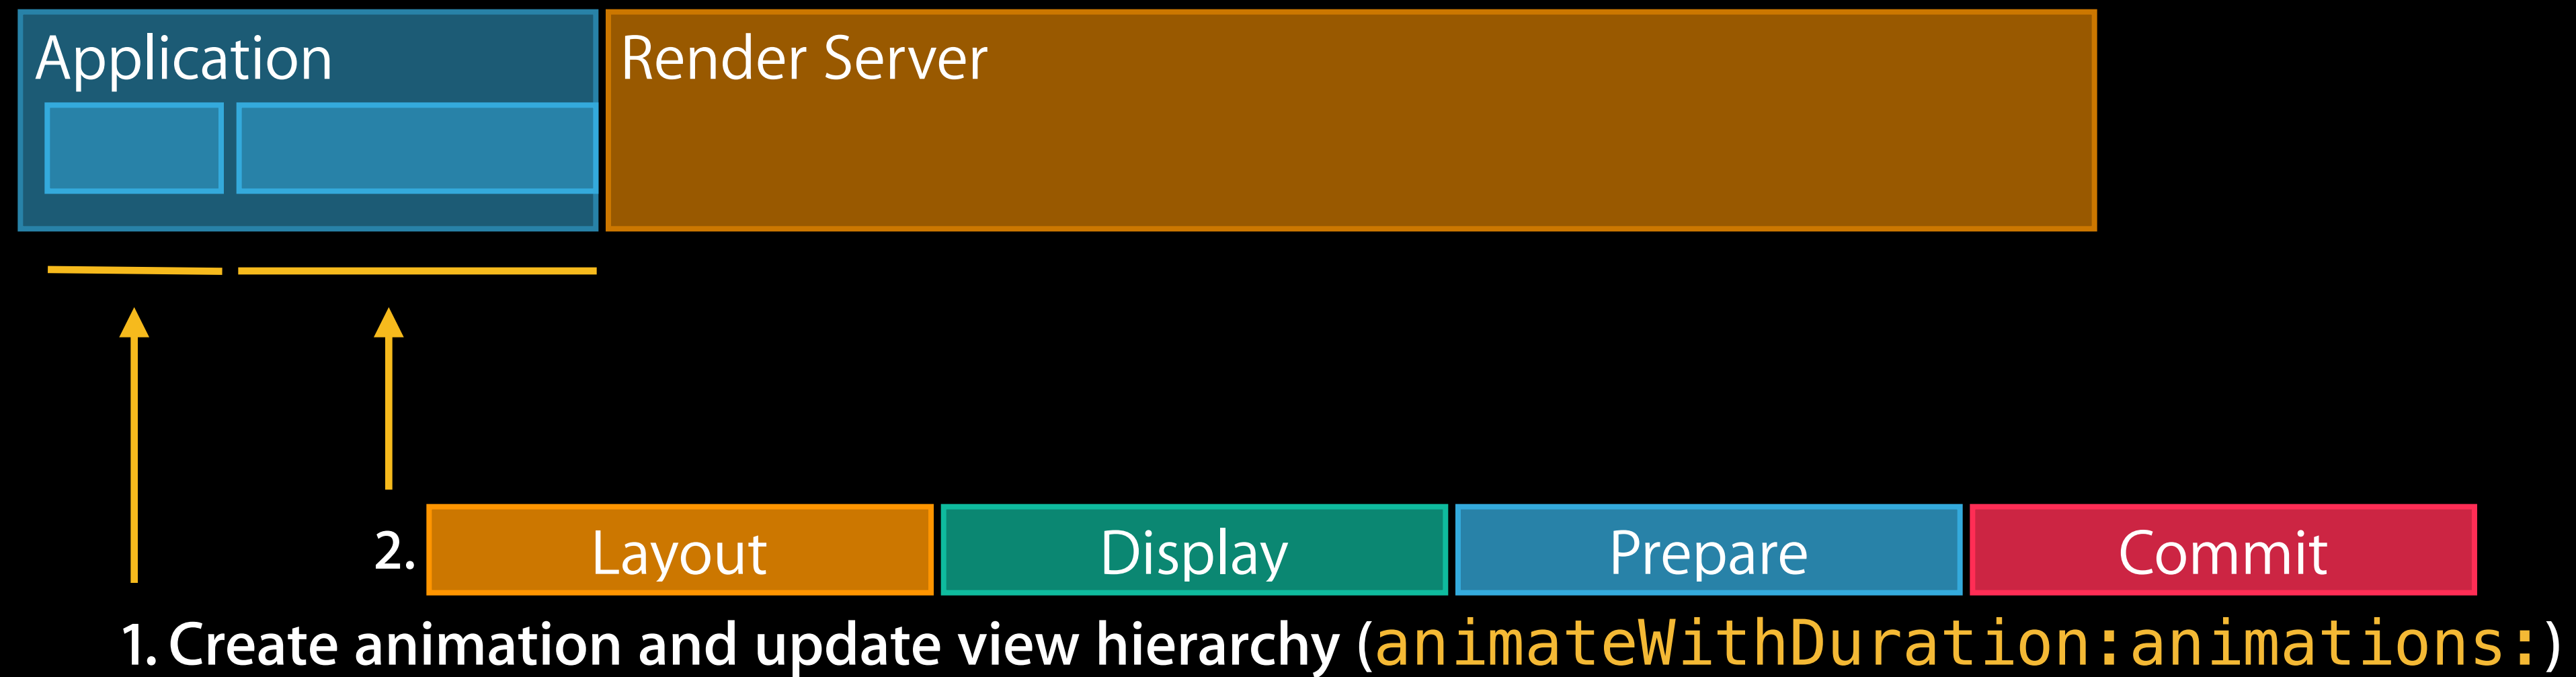 Application
Render Server
2. Layout Display Prepare Commit
1. Create animation and update view hierarchy (animateWithDuration:animations:)